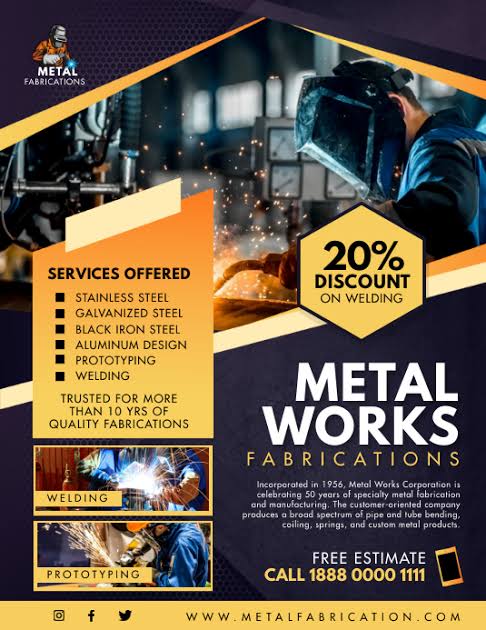 METAL
FABRICATIONS
20%
DISCOUNT
ON WELDING
SERVICES OFFERED
STAINLESS STEEL
GALVANIZED STEEL
BLACK IRON STEEL
ALUMINUM DESIGN
PROTOTYPING
WELDING
TRUSTED FOR MORE
THAN 10 YRS OF
QUALITY FABRICATIONS
METAL
WORKS
FABRICATIONS
Incorporated in 1956, Metal Works Corporation is
celebrating 50 years of specialty metal fabrication
and manufacturing. The customer-oriented company
produces a broad spectrum of pipe and tube bending,
coiling, springs, and custom metal products.
WELDING
PROTOTYPING
FREE ESTIMATE
CALL 1888 0000 1111
WWW.METALFABRICATION.COM